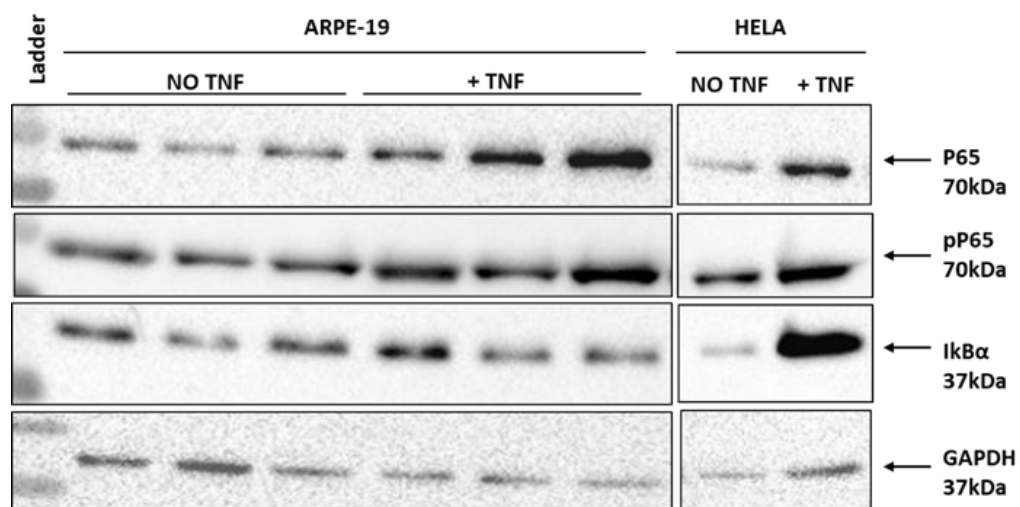 Ladder
ARPE-19
HELA
NO TNF
+ TNF
NO TNF
+ TNF
P65
70kDa
pP65
70kDa
IkBα
37kDa
GAPDH
37kDa